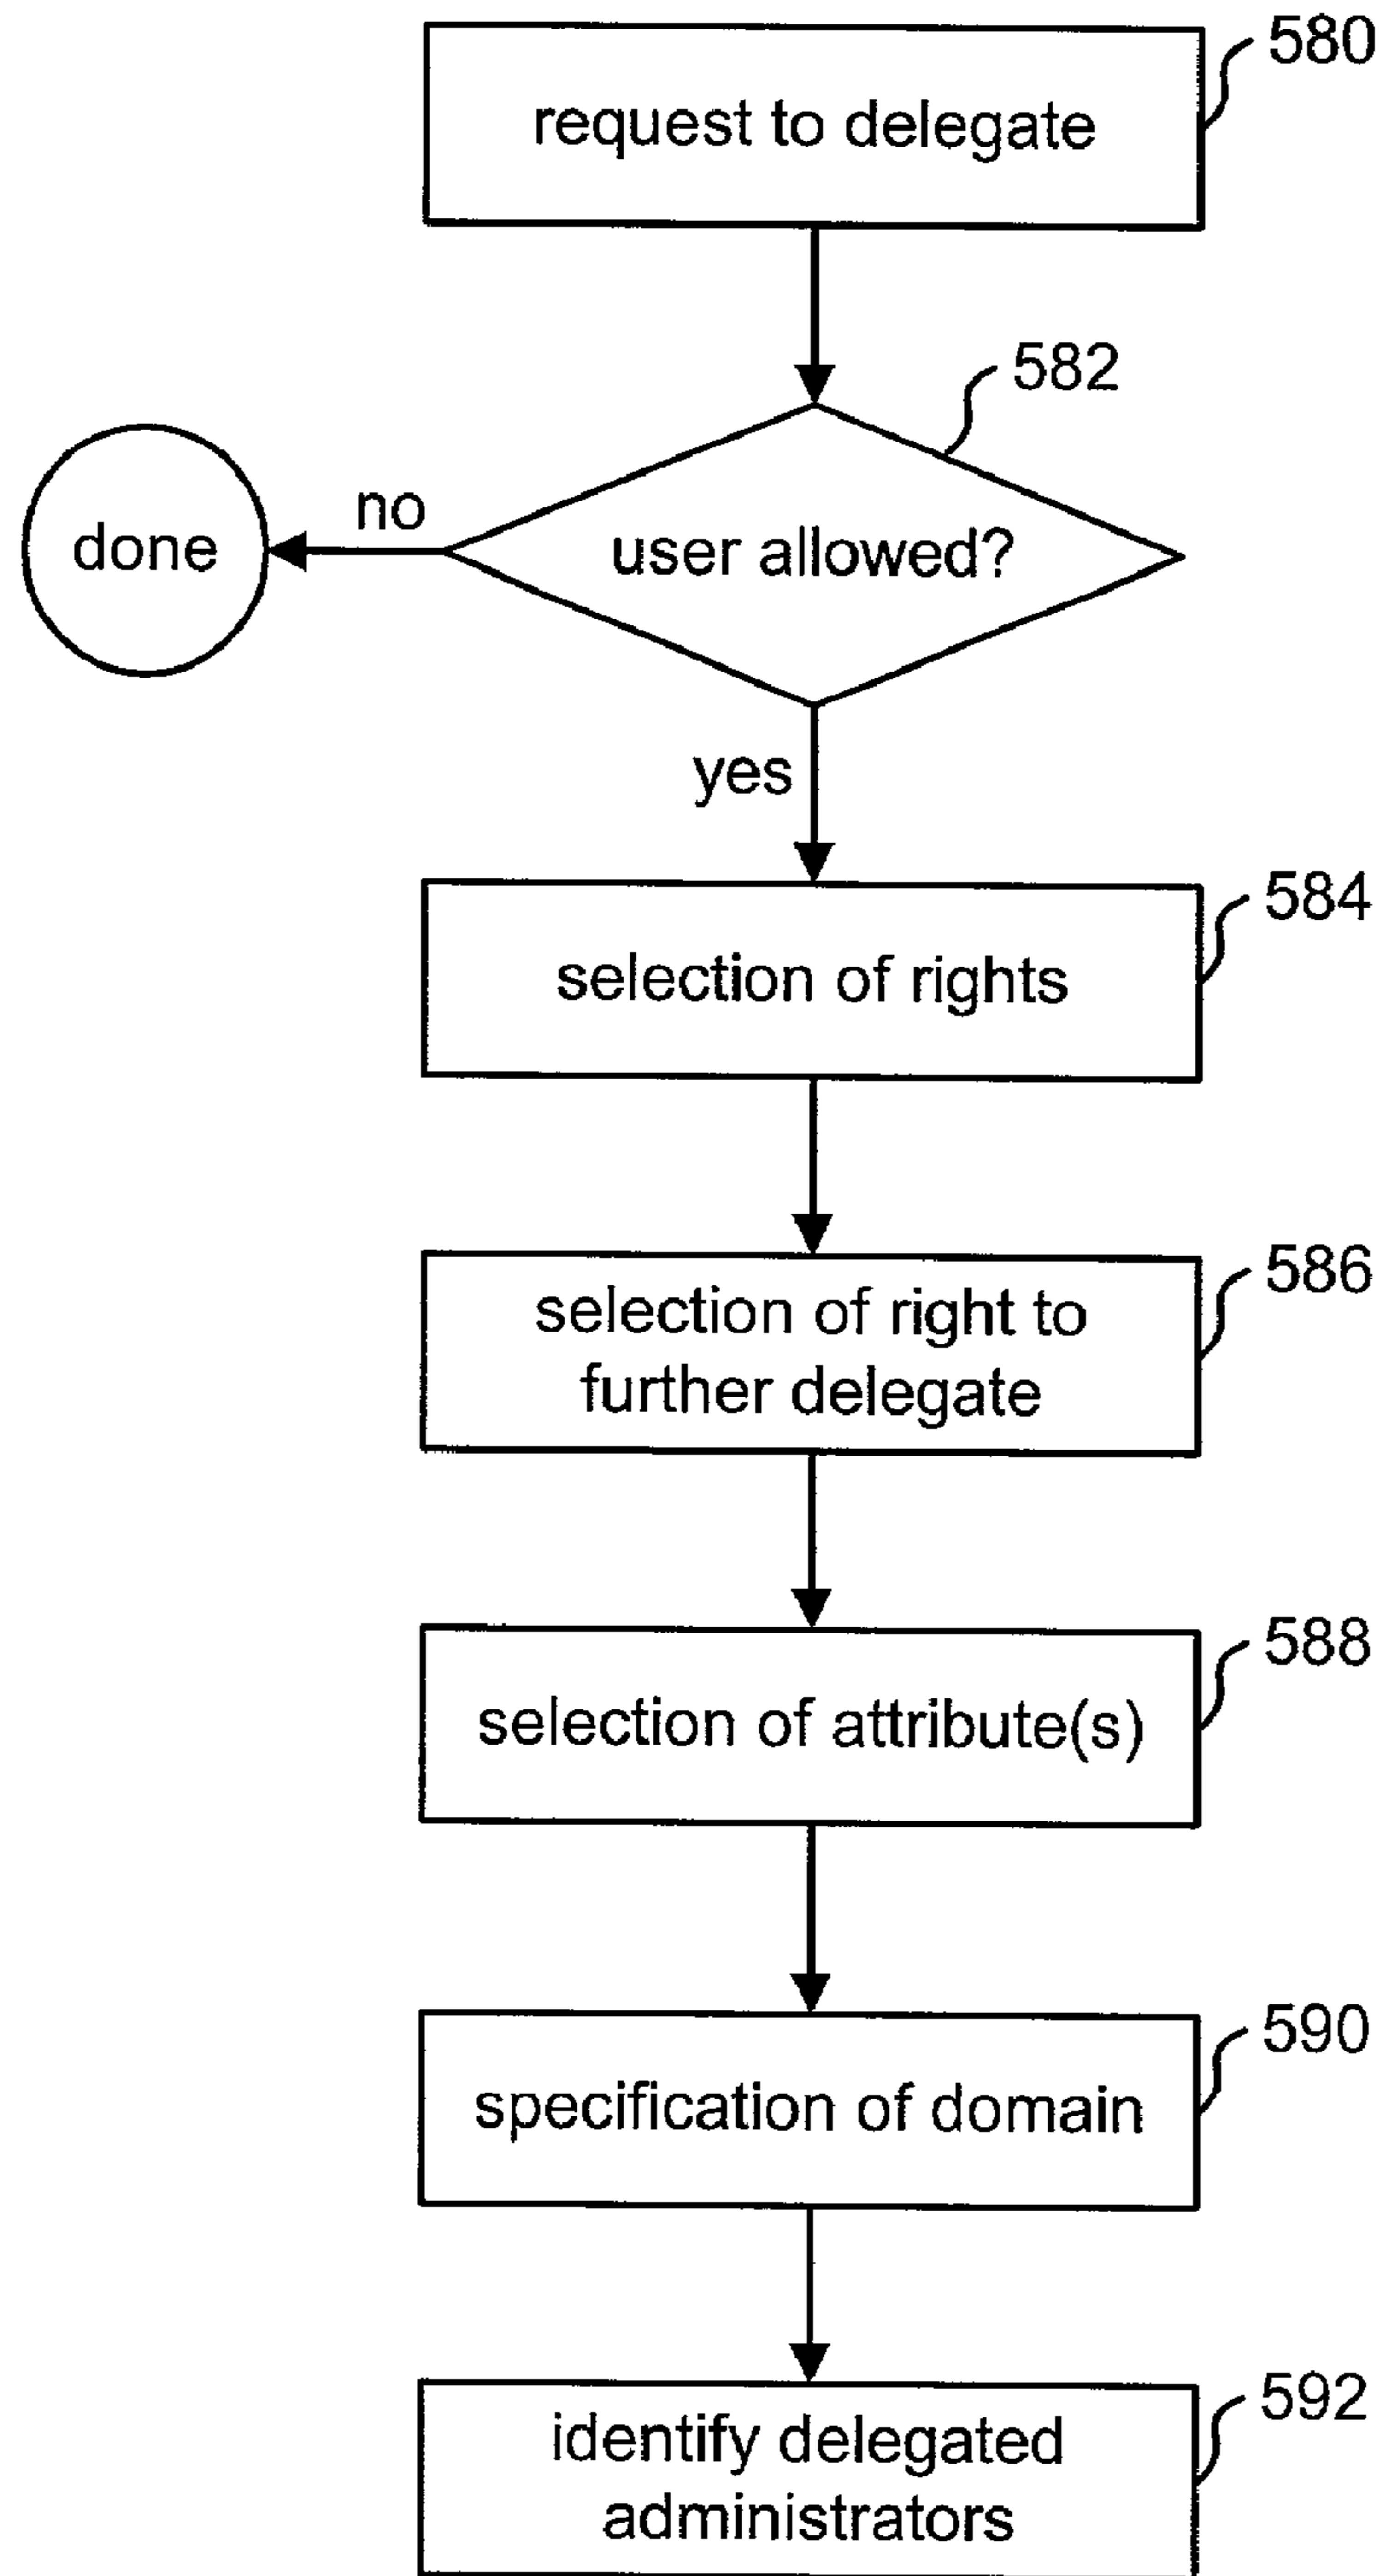 580
request to delegate
582
no
done
user allowed?
yes
584
selection of rights
586
selection of right to
further delegate
588
selection of attribute(s)
590
specification of domain
592
identify delegated
administrators